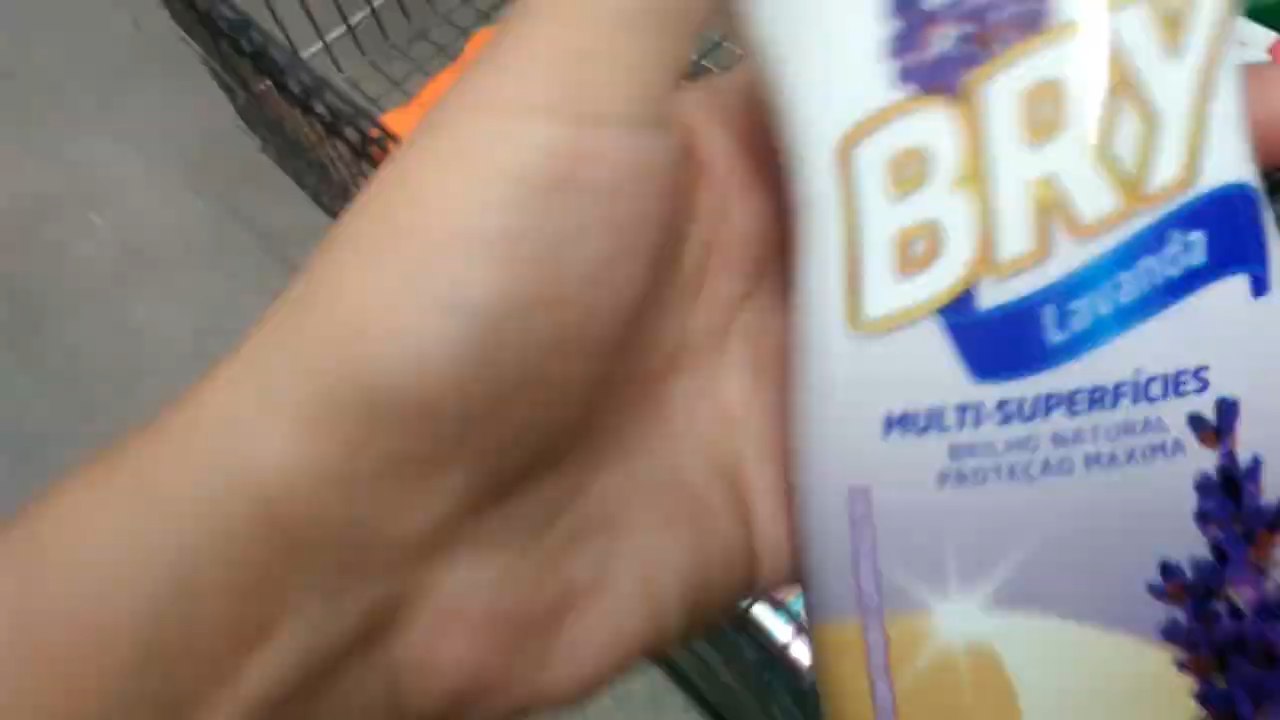 BRY
Lavanda
MULTI-SUPERFÍCIES
BRILHO NATURAL
PROTEÇÃO MÁXIMA